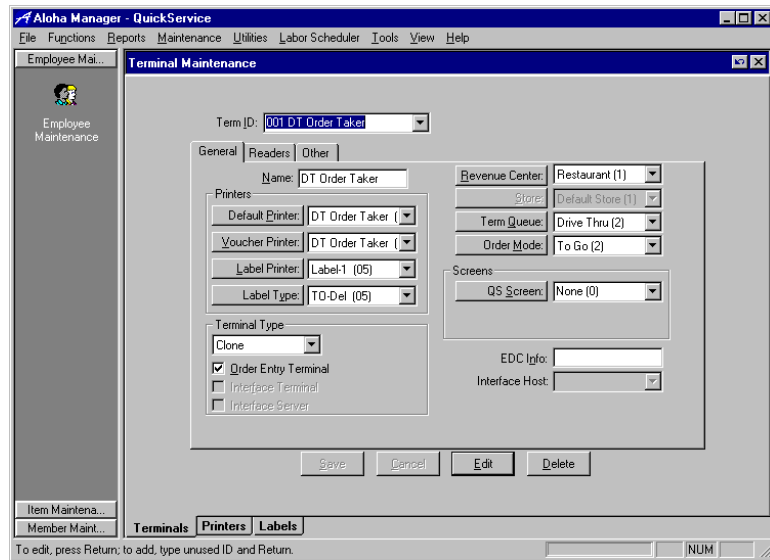 Aloha Manager - QuickService
File Functions Reports Maintenance Utilities Labor Scheduler Tools View Help
Employee Mai...
Terminal Maintenance
Employee
Maintenance
Term ID: 001 DT Order Taker
General Readers Other
Name: DT Order Taker
Revenue Center: Restaurant (1)
Printers
Store: Default Store (1)
Default Printer: DT Order Taker (
Term Queue: Drive Thru (2)
Voucher Printer: DT Order Taker (
Order Mode: To Go (2)
Label Printer: Label-1 (05)
Screens
Label Type: TO-Del (05)
QS Screen: None (0)
Terminal Type
Clone
EDC Info:
Order Entry Terminal
Interface Host:
Interface Terminal
Interface Server
Save Cancel Edit Delete
Item Maintena...
Member Maint...
Terminals Printers Labels
To edit, press Return; to add, type unused ID and Return.
NUM